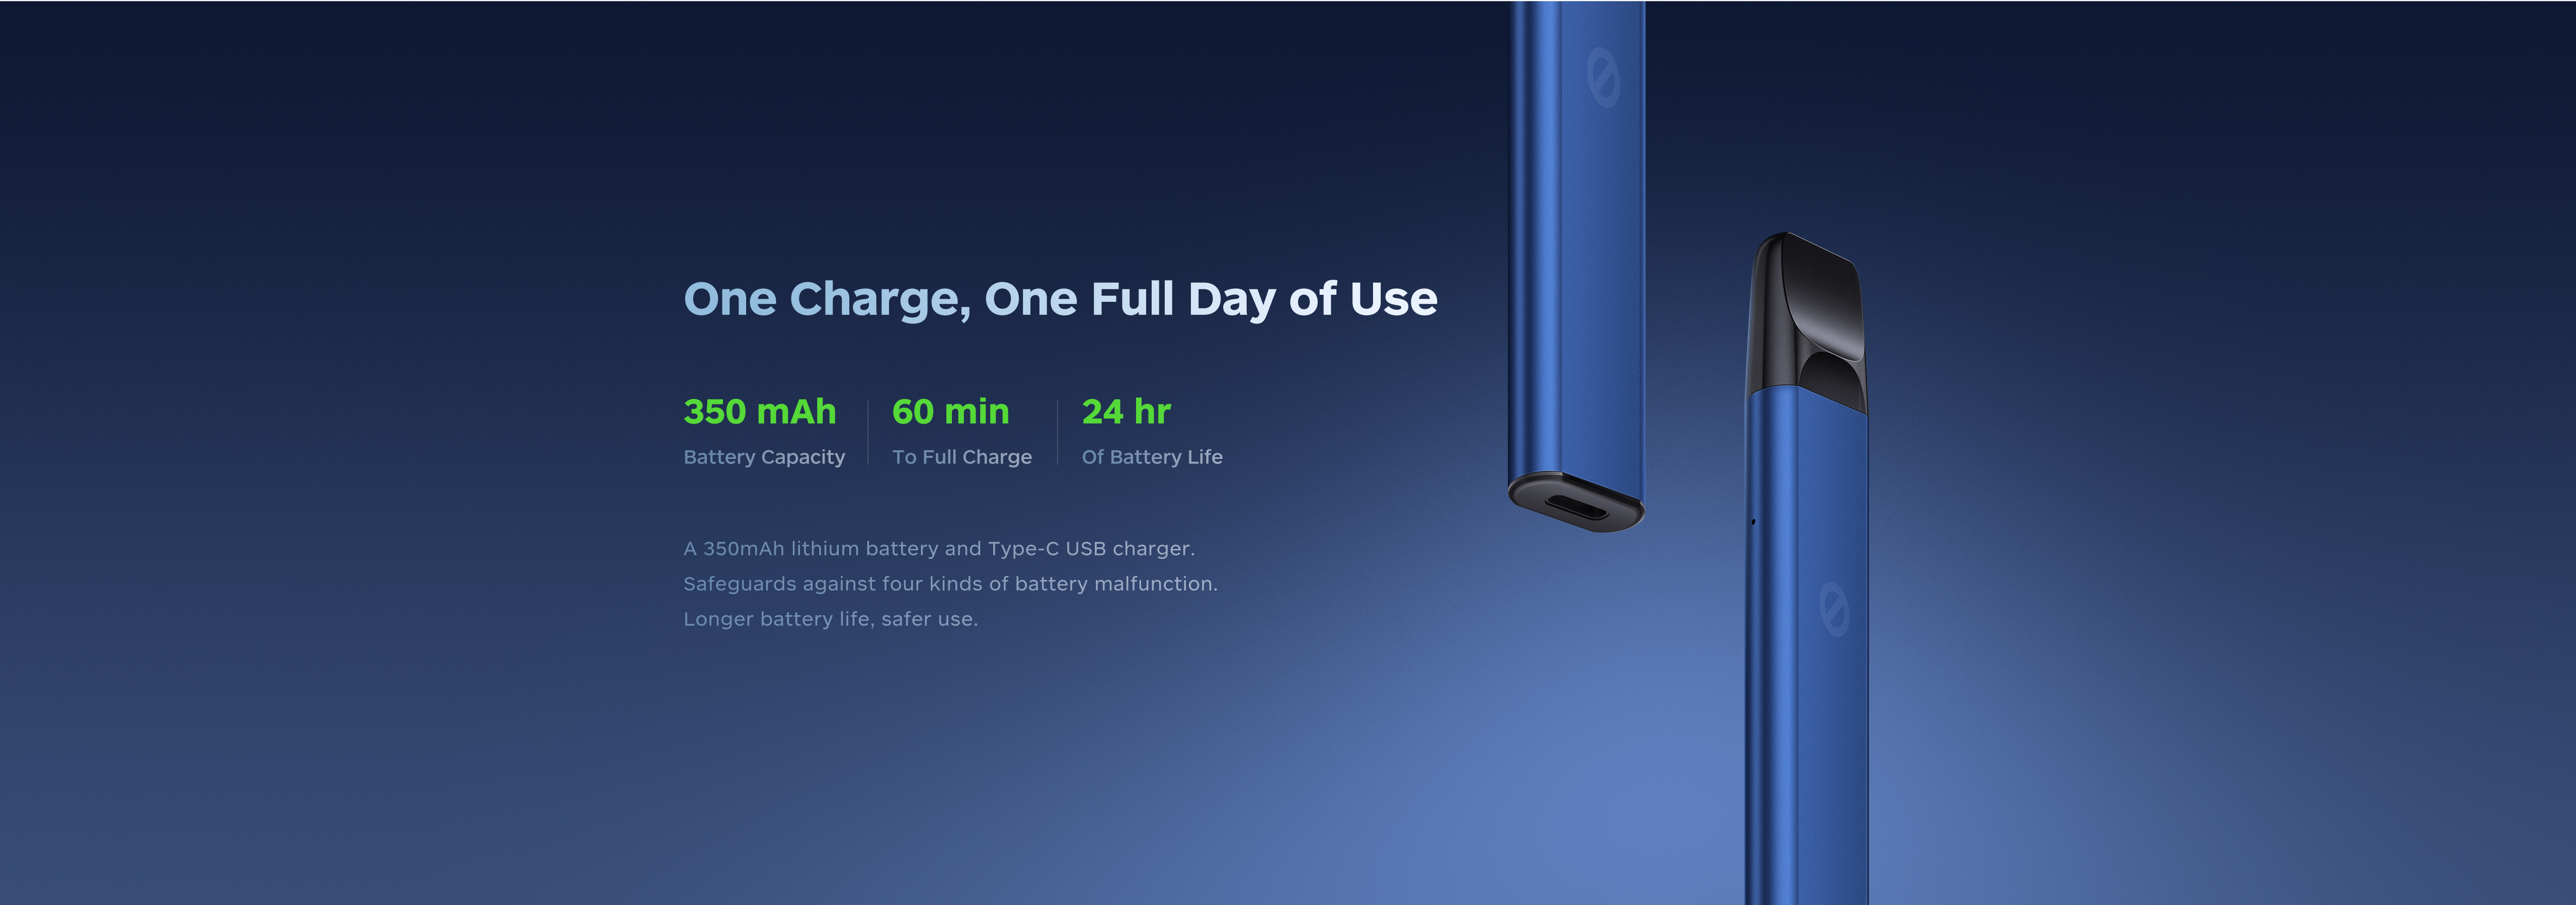 One Charge, One Full Day of Use
350 mAh
Battery Capacity
60 min
To Full Charge
24 hr
Of Battery Life
A 350mAh lithium battery and Type-C USB charger.
Safeguards against four kinds of battery malfunction.
Longer battery life, safer use.